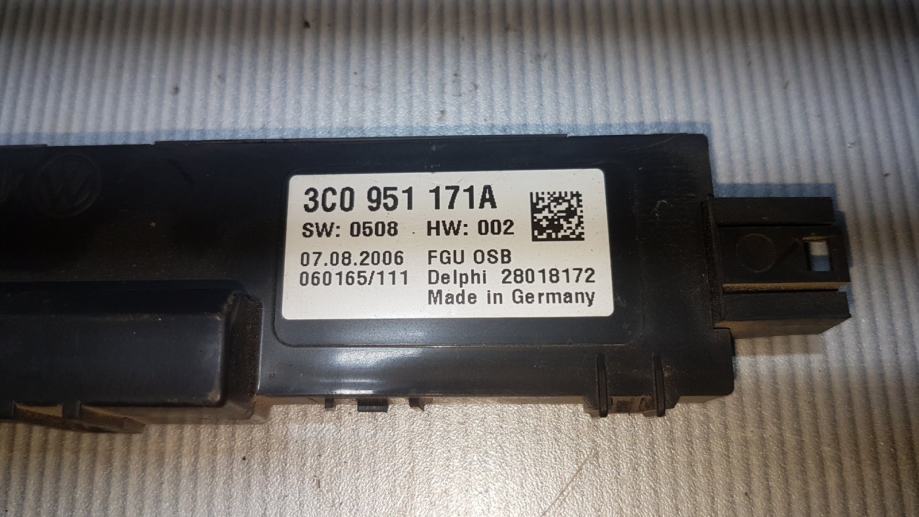 3C0 951 171A
SW: 0508 HW: 002
07.08.2006 FGU OSB
060165/111 Delphi 28018172
Made in Germany